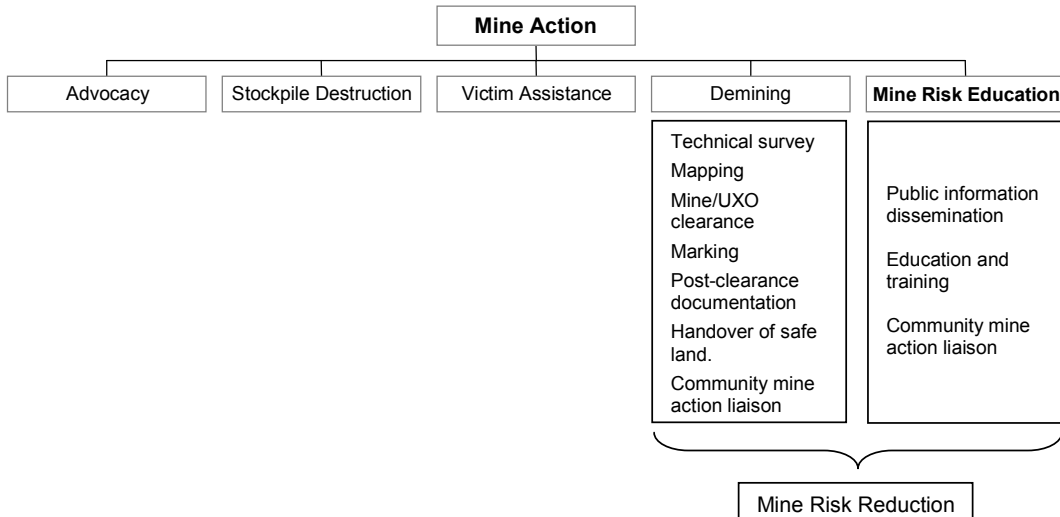 Mine Action
Advocacy
Stockpile Destruction
Victim Assistance
Demining
Mine Risk Education
Technical survey
Mapping
Mine/UXO
clearance
Marking
Post-clearance
documentation
Handover of safe
land.
Community mine
action liaison
Public information
dissemination
Education and
training
Community mine
action liaison
Mine Risk Reduction